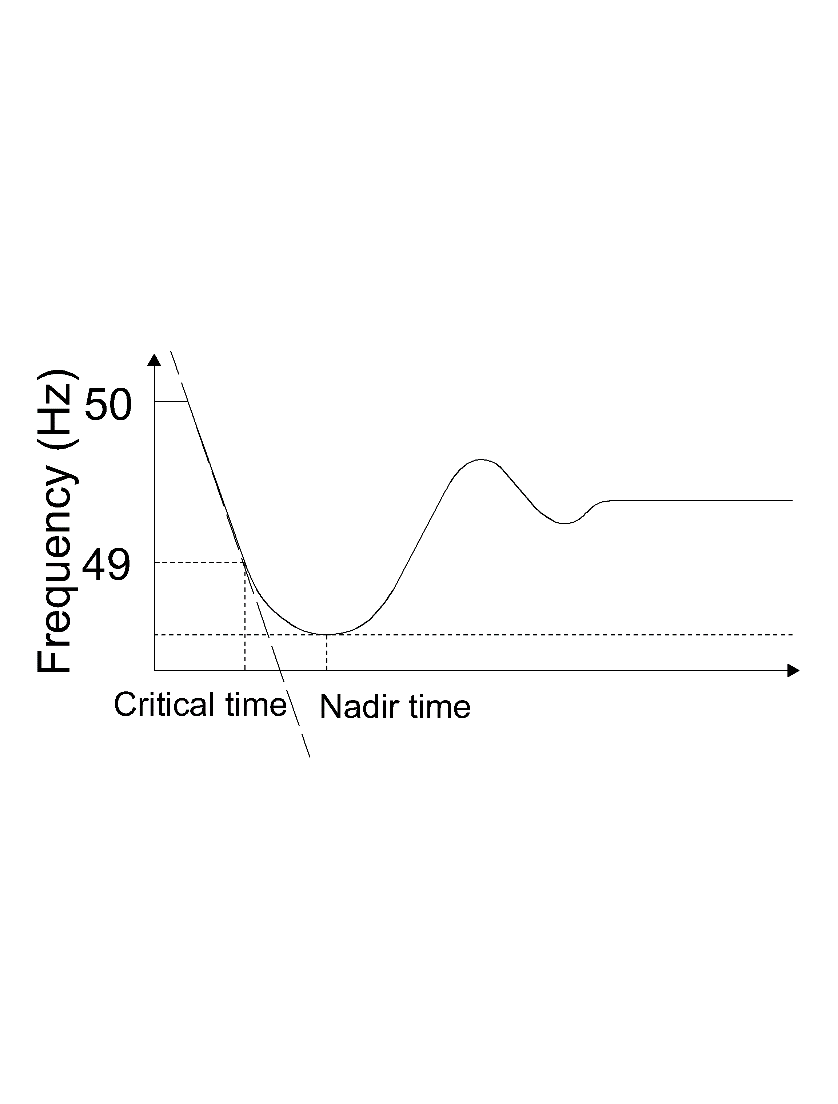 Frequency (Hz)
50
49
Critical time
Nadir time